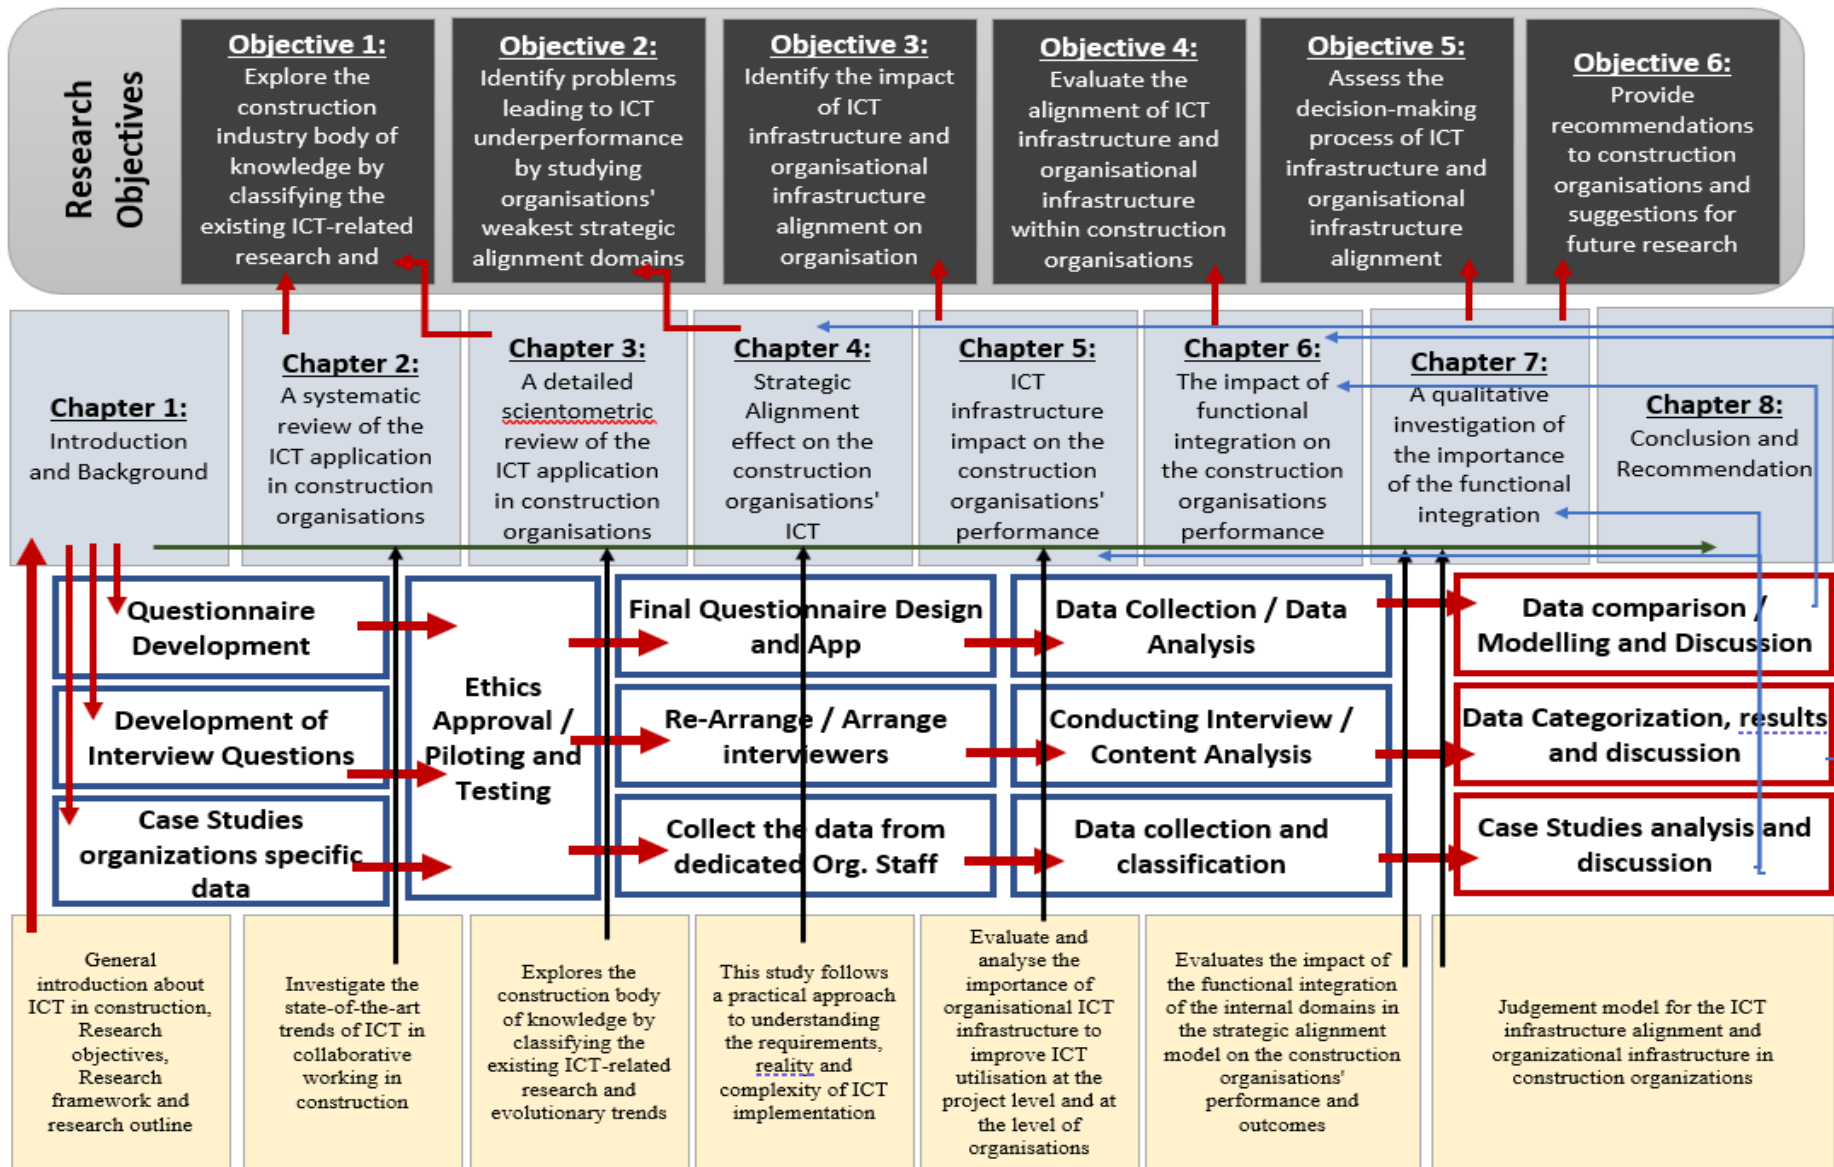 Research
Objectives
Objective 1:
Explore the
construction
industry body of
knowledge by
classifying the
existing ICT-related
research and
Objective 2:
Identify problems
leading to ICT
underperformance
by studying
organisations'
weakest strategic
alignment domains
Objective 3:
Identify the impact
of ICT
infrastructure and
organisational
infrastructure
alignment on
organisation
Objective 4:
Evaluate the
alignment of ICT
infrastructure and
organisational
infrastructure
within construction
organisations
Objective 5:
Assess the
decision-making
process of ICT
infrastructure and
organisational
infrastructure
alignment
Objective 6:
Provide
recommendations
to construction
organisations and
suggestions for
future research
Chapter 1:
Introduction
and Background
Chapter 2:
A systematic
review of the
ICT application
in construction
organisations
Chapter 3:
A detailed
scientometric
review of the
ICT application
in construction
organisations
Chapter 4:
Strategic
Alignment
effect on the
construction
organisations'
ICT
Chapter 5:
ICT
infrastructure
impact on the
construction
organisations'
performance
Chapter 6:
The impact of
functional
integration on
the construction
organisations
performance
Chapter 7:
A qualitative
investigation of
the importance
of the functional
integration
Chapter 8:
Conclusion and
Recommendation
Questionnaire
Development
Development of
Interview Questions
Case Studies
organizations specific
data
Ethics
Approval /
Piloting and
Testing
Final Questionnaire Design
and App
Re-Arrange / Arrange
interviewers
Collect the data from
dedicated Org. Staff
Data Collection / Data
Analysis
Conducting Interview /
Content Analysis
Data collection and
classification
Data comparison /
Modelling and Discussion
Data Categorization, results
and discussion
Case Studies analysis and
discussion
General
introduction about
ICT in construction,
Research
objectives,
Research
framework and
research outline
Investigate the
state-of-the-art
trends of ICT in
collaborative
working in
construction
Explores the
construction body
of knowledge by
classifying the
existing ICT-related
research and
evolutionary trends
This study follows
a practical approach
to understanding
the requirements,
reality and
complexity of ICT
implementation
Evaluate and
analyse the
importance of
organisational ICT
infrastructure to
improve ICT
utilisation at the
project level and at
the level of
organisations
Evaluates the impact of
the functional integration
of the internal domains in
the strategic alignment
model on the construction
organisations'
performance and
outcomes
Judgement model for the ICT
infrastructure alignment and
organizational infrastructure in
construction organizations